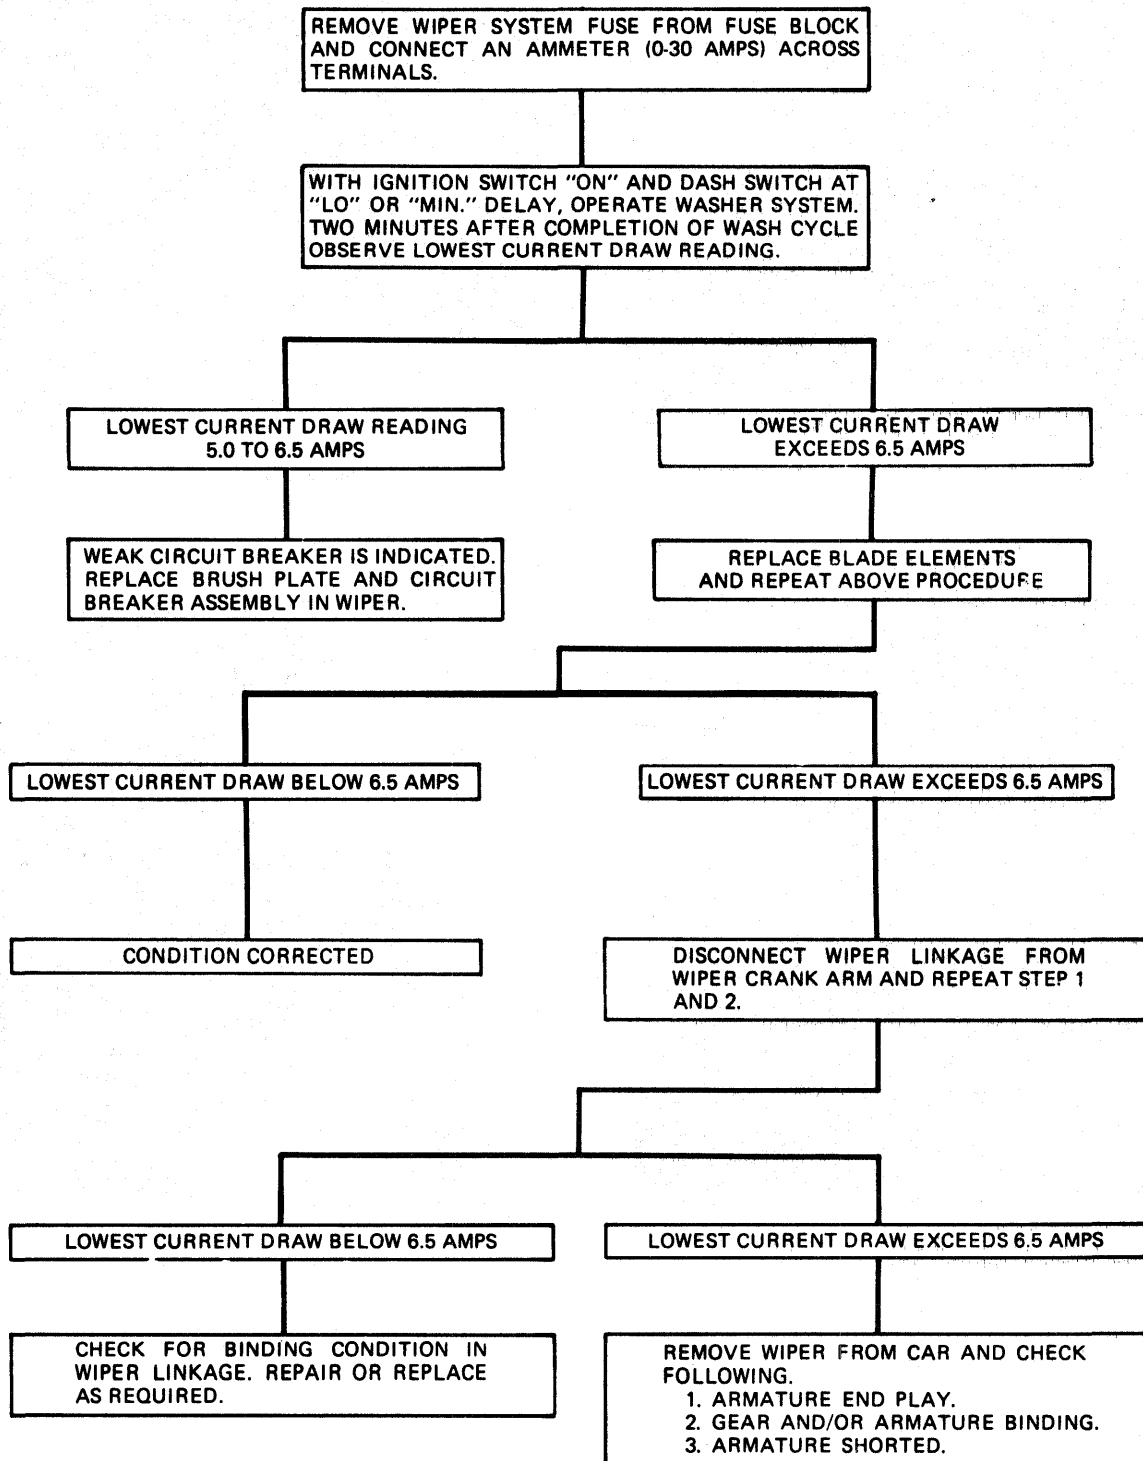 REMOVE WIPER SYSTEM FUSE FROM FUSE BLOCK
AND CONNECT AN AMMETER (0-30 AMPS) ACROSS
TERMINALS.
WITH IGNITION SWITCH "ON" AND DASH SWITCH AT
"LO" OR "MIN." DELAY, OPERATE WASHER SYSTEM.
TWO MINUTES AFTER COMPLETION OF WASH CYCLE
OBSERVE LOWEST CURRENT DRAW READING.
LOWEST CURRENT DRAW READING
5.0 TO 6.5 AMPS
LOWEST CURRENT DRAW
EXCEEDS 6.5 AMPS
WEAK CIRCUIT BREAKER IS INDICATED.
REPLACE BRUSH PLATE AND CIRCUIT
BREAKER ASSEMBLY IN WIPER.
REPLACE BLADE ELEMENTS
AND REPEAT ABOVE PROCEDURE
LOWEST CURRENT DRAW BELOW 6.5 AMPS
LOWEST CURRENT DRAW EXCEEDS 6.5 AMPS
CONDITION CORRECTED
DISCONNECT WIPER LINKAGE FROM
WIPER CRANK ARM AND REPEAT STEP 1
AND 2.
LOWEST CURRENT DRAW BELOW 6.5 AMPS
LOWEST CURRENT DRAW EXCEEDS 6.5 AMPS
CHECK FOR BINDING CONDITION IN
WIPER LINKAGE. REPAIR OR REPLACE
AS REQUIRED.
REMOVE WIPER FROM CAR AND CHECK
FOLLOWING.
1. ARMATURE END PLAY.
2. GEAR AND/OR ARMATURE BINDING.
3. ARMATURE SHORTED.